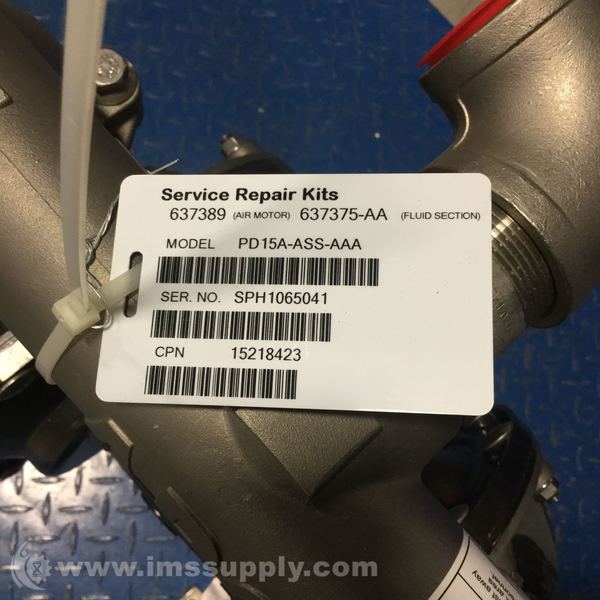 Service Repair Kits
637389 (AIR MOTOR) 637375-AA (FLUID SECTION)
MODEL PD15A-ASS-AAA
SER. NO. SPH1065041
CPN 15218423
www.imssupply.com